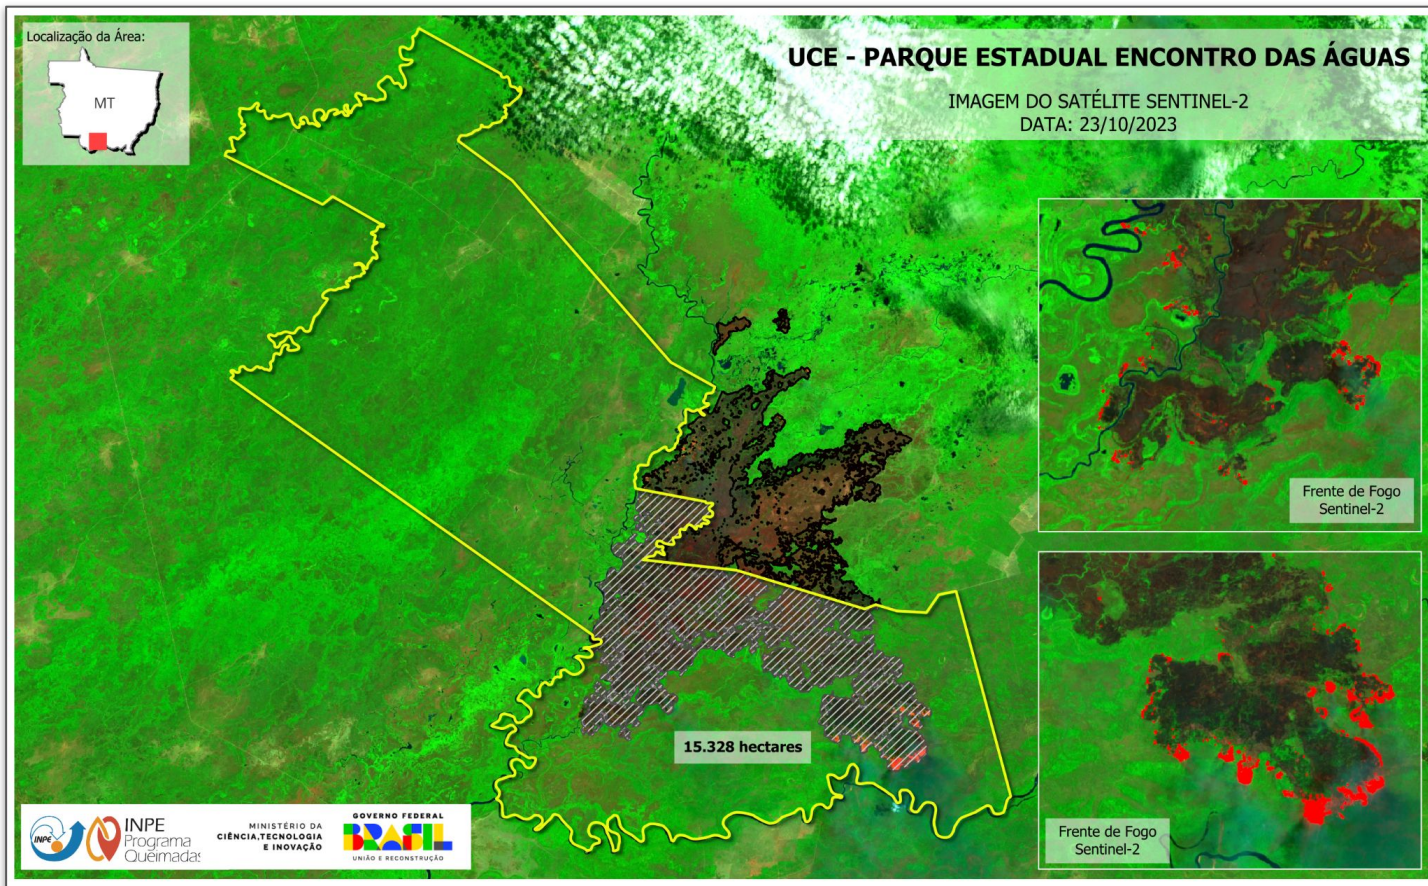 Localização da Área:
MT
UCE - PARQUE ESTADUAL ENCONTRO DAS ÁGUAS
IMAGEM DO SATÉLITE SENTINEL-2
DATA: 23/10/2023
Frente de Fogo
Sentinel-2
15.328 hectares
Frente de Fogo
Sentinel-2
INPE
INPE
Programa
Queimadas
MINISTÉRIO DA
CIÊNCIA,TECNOLOGIA
E INOVAÇÃO
GOVERNO FEDERAL
BRASIL
UNIÃO E RECONSTRUÇÃO